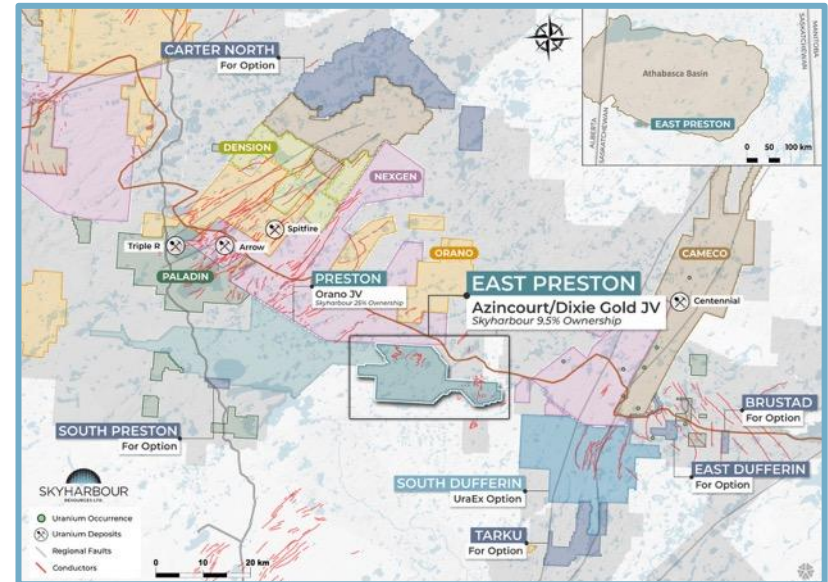 CARTER NORTH
For Option
DENSION
NEXGEN
Spitfire
Triple R
Arrow
PALADIN
ORANO
PRESTON
Orano JV
Skyharbour 25% Ownership
EAST PRESTON
Azincourt/Dixie Gold JV
Skyharbour 9.5% Ownership
CAMECO
Centennial
BRUSTAD
For Option
SOUTH PRESTON
For Option
EAST DUFFERIN
For Option
SOUTH DUFFERIN
UraEx Option
TARKU
For Option
SASKATCHEWAN
MANITOBA
Athabasca Basin
EAST PRESTON
ALBERTA
SASKATCHEWAN
0 50 100 km
SKYHARBOUR
RESOURCES LTD
Uranium Occurrence
Uranium Deposits
Regional Faults
Conductors
0 10 20 km